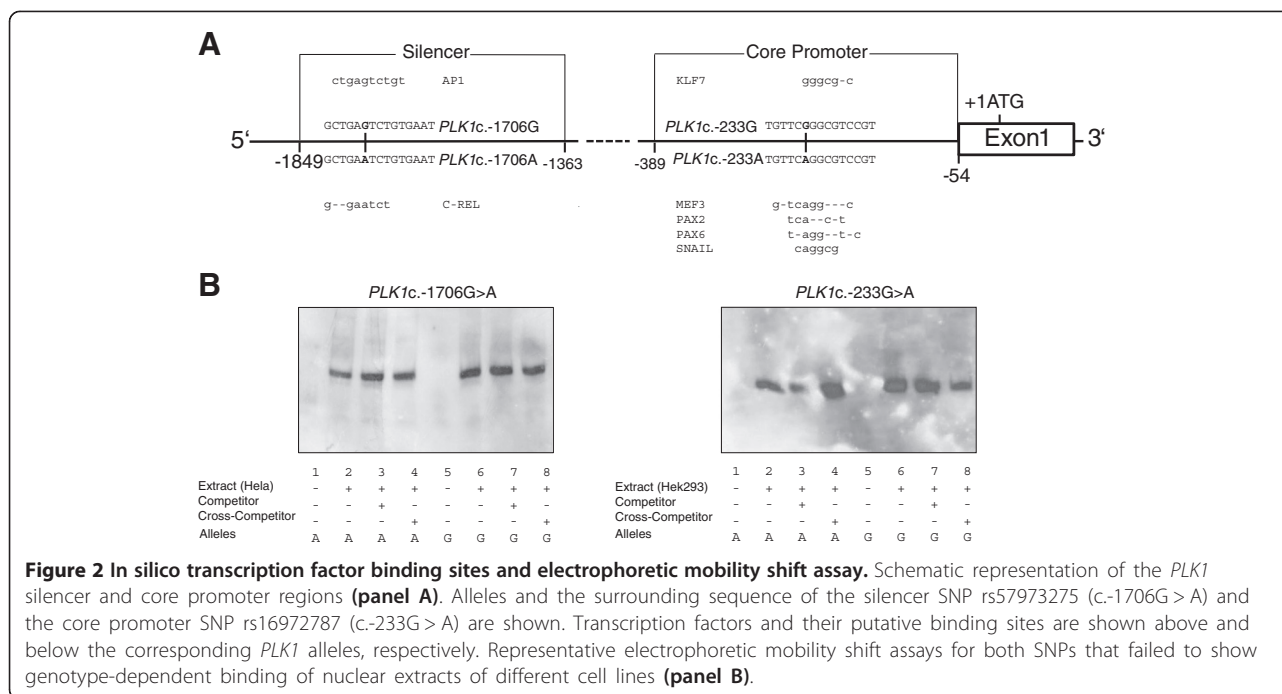 A
Silencer Core Promoter
ctgagtctgt AP1 KLF7 gggcg-c
+1ATG
GCTGAGTCTGTGAAT PLK1c.-1706G PLK1c.-233G TGTTCGGGCGTCCGT
5‘ Exon1 3‘
-1849 GCTGAATCTGTGAAT PLK1c.-1706A -1363 -389 PLK1c.-233A TGTTCAGGCGTCCGT -54
g--gaatct C-REL MEF3 g-tcagg---c
PAX2 tca--c-t
PAX6 t-agg--t-c
SNAIL caggcg
B
PLK1c.-1706G>A PLK1c.-233G>A
1 2 3 4 5 6 7 8 1 2 3 4 5 6 7 8
Extract (Hela) - + + + - + + + Extract (Hek293) - + + + - + + +
Competitor - - + - - - + - Competitor - - + - - - + -
Cross-Competitor - - - + - - - + Cross-Competitor - - - + - - - +
Alleles A A A A G G G G Alleles A A A A G G G G
Figure 2 In silico transcription factor binding sites and electrophoretic mobility shift assay. Schematic representation of the PLK1
silencer and core promoter regions (panel A). Alleles and the surrounding sequence of the silencer SNP rs57973275 (c.-1706G > A) and
the core promoter SNP rs16972787 (c.-233G > A) are shown. Transcription factors and their putative binding sites are shown above and
below the corresponding PLK1 alleles, respectively. Representative electrophoretic mobility shift assays for both SNPs that failed to show
genotype-dependent binding of nuclear extracts of different cell lines (panel B).